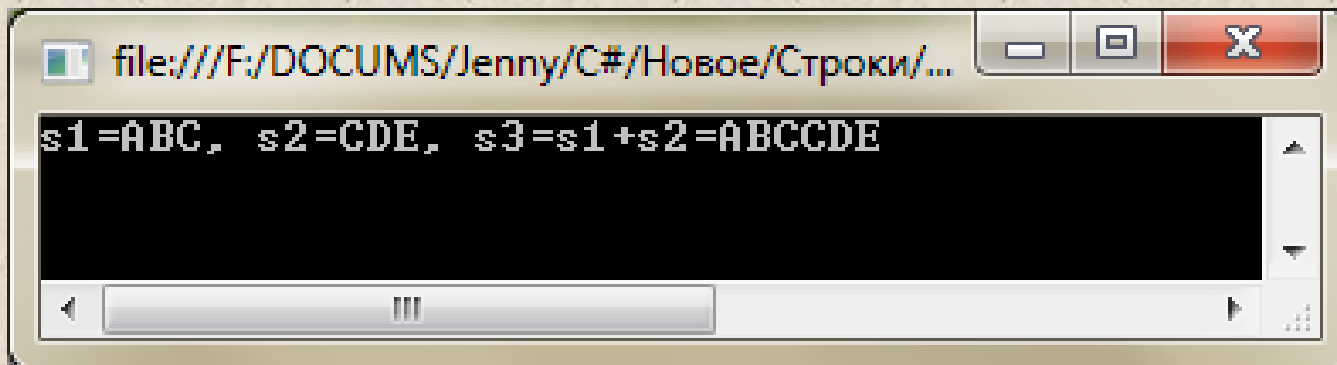 file:///F:/DOCUMS/Jenny/C#/Новое/Строки/...
s1=ABC, s2=CDE, s3=s1+s2=ABCCDE